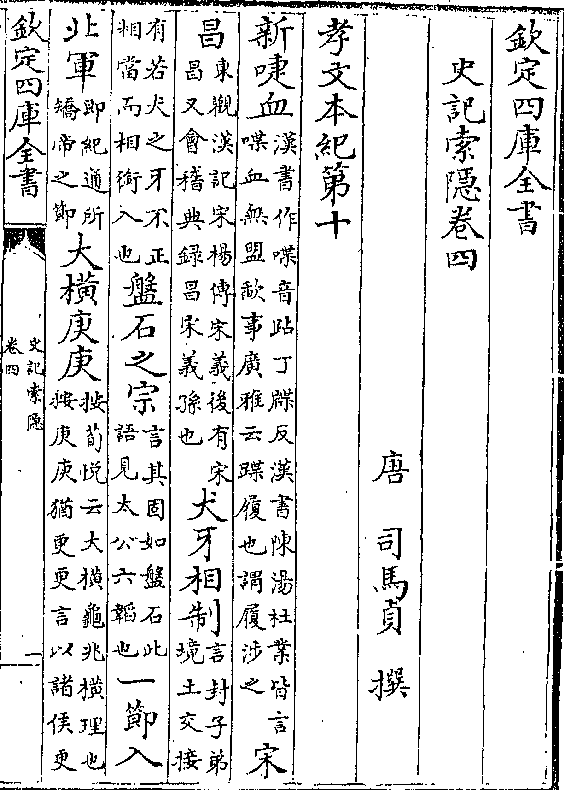 欽定四庫全書
史記索隱卷四
唐 司馬貞 撰
孝文本紀第十
新啑血漢書作喋音跕丁牒反漢書陳湯杜業皆言喋血無盟歃事廣雅云蹀履也謂履涉之宋
昌東觀漢記宋楊傳宋義後有宋昌又會稽典録昌宋義孫也犬牙相制言封子弟境土交接
有若犬之牙不正相當而相銜入也盤石之宗言其固如盤石此語見太公六韜也一節入
北軍即紀通所矯帝之節大橫庚庚按荀悅云大橫龜兆橫理也按庚庚猶更更言以諸侯更
欽定四庫全書
史記索隱
卷四
一